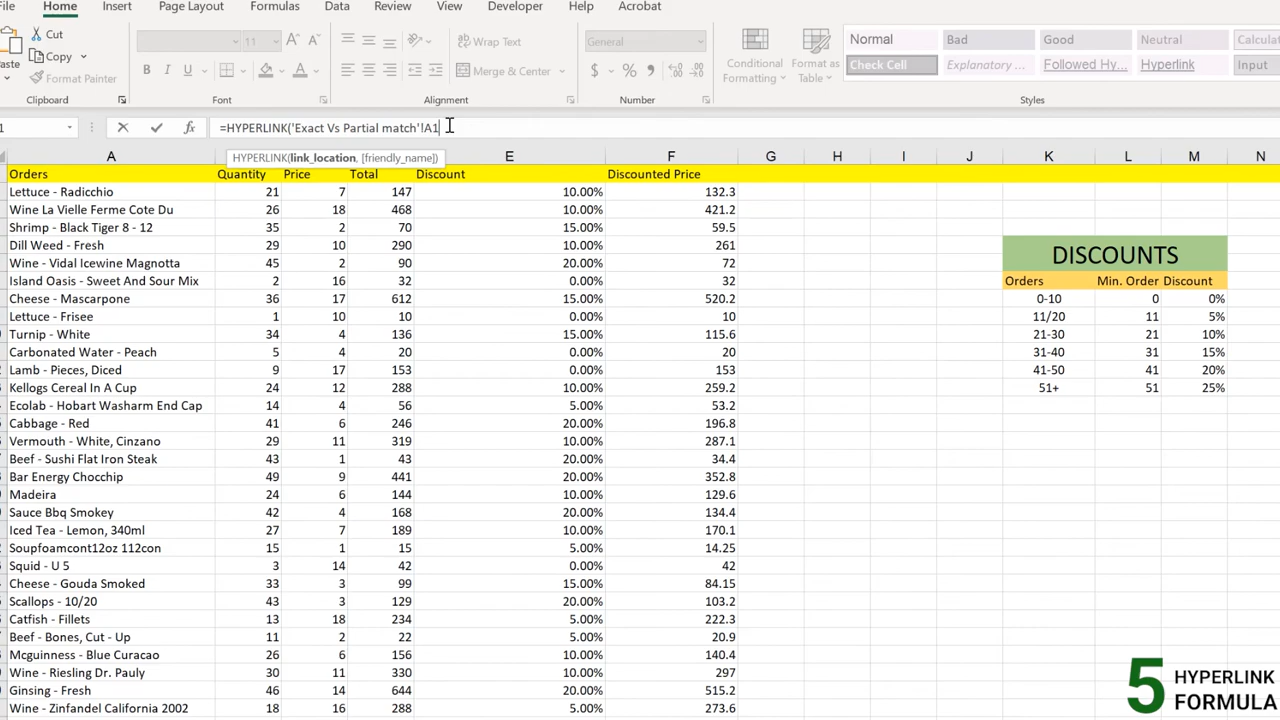 File Home Insert Page Layout Formulas Data Review View Developer Help Acrobat
Cut
Copy
Format Painter
Paste
11 A A
B I U
Wrap Text
Merge & Center
General
$ % ,
Conditional Formatting
Format as Table
Normal Bad Good Neutral Calcula
Check Cell Explanatory ... Followed Hy... Hyperlink Input
Clipboard Font Alignment Number Styles
1 fx =HYPERLINK('Exact Vs Partial match'!A1
HYPERLINK(link_location, [friendly_name])
A E F G H I J K L M N
Orders Quantity Price Total Discount Discounted Price
Lettuce - Radicchio 21 7 147 10.00% 132.3
Wine La Vielle Ferme Cote Du 26 18 468 10.00% 421.2
Shrimp - Black Tiger 8 - 12 35 2 70 15.00% 59.5
Dill Weed - Fresh 29 10 290 10.00% 261
Wine - Vidal Icewine Magnotta 45 2 90 20.00% 72
Island Oasis - Sweet And Sour Mix 2 16 32 0.00% 32
Cheese - Mascarpone 36 17 612 15.00% 520.2
Lettuce - Frisee 1 10 10 0.00% 10
Turnip - White 34 4 136 15.00% 115.6
Carbonated Water - Peach 5 4 20 0.00% 20
Lamb - Pieces, Diced 9 17 153 0.00% 153
Kellogs Cereal In A Cup 24 12 288 10.00% 259.2
Ecolab - Hobart Washarm End Cap 14 4 56 5.00% 53.2
Cabbage - Red 41 6 246 20.00% 196.8
Vermouth - White, Cinzano 29 11 319 10.00% 287.1
Beef - Sushi Flat Iron Steak 43 1 43 20.00% 34.4
Bar Energy Chocchip 49 9 441 20.00% 352.8
Madeira 24 6 144 10.00% 129.6
Sauce Bbq Smokey 42 4 168 20.00% 134.4
Iced Tea - Lemon, 340ml 27 7 189 10.00% 170.1
Soupfoamcont12oz 112con 15 1 15 5.00% 14.25
Squid - U 5 3 14 42 0.00% 42
Cheese - Gouda Smoked 33 3 99 15.00% 84.15
Scallops - 10/20 43 3 129 20.00% 103.2
Catfish - Fillets 13 18 234 5.00% 222.3
Beef - Bones, Cut - Up 11 2 22 5.00% 20.9
Mcguinness - Blue Curacao 26 6 156 10.00% 140.4
Wine - Riesling Dr. Pauly 30 11 330 10.00% 297
Ginsing - Fresh 46 14 644 20.00% 515.2
Wine - Zinfandel California 2002 18 16 288 5.00% 273.6
DISCOUNTS
Orders Min. Order Discount
0-10 0 0%
11/20 11 5%
21-30 21 10%
31-40 31 15%
41-50 41 20%
51+ 51 25%
5 HYPERLINK
FORMULA